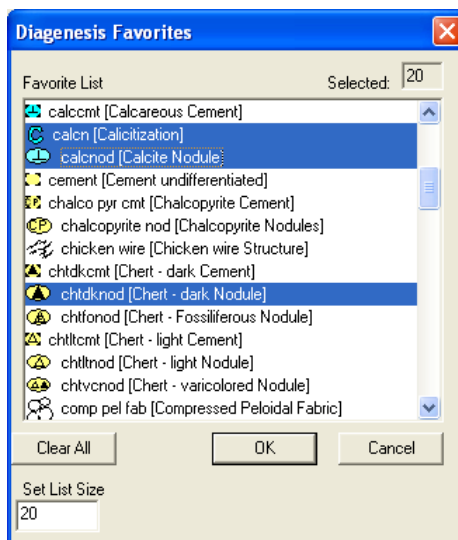 Diagenesis Favorites
Favorite List Selected: 20
calccmt [Calcareous Cement]
calcn [Calicitization]
calcnod [Calcite Nodule
cement [Cement undifferentiated]
chalco pyr cmt [Chalcopyrite Cement]
CP chalcopyrite nod [Chalcopyrite Nodules]
chicken wire [Chicken wire Structure]
chtdkcmt [Chert - dark Cement]
chtdknod [Chert - dark Nodule]
chtfonod [Chert - Fossiliferous Nodule]
chtltcmt [Chert - light Cement]
chtltnod [Chert - light Nodule]
chtvcnod [Chert - varicolored Nodule]
comp pel fab [Compressed Peloidal Fabric]
Clear All OK Cancel
Set List Size
20